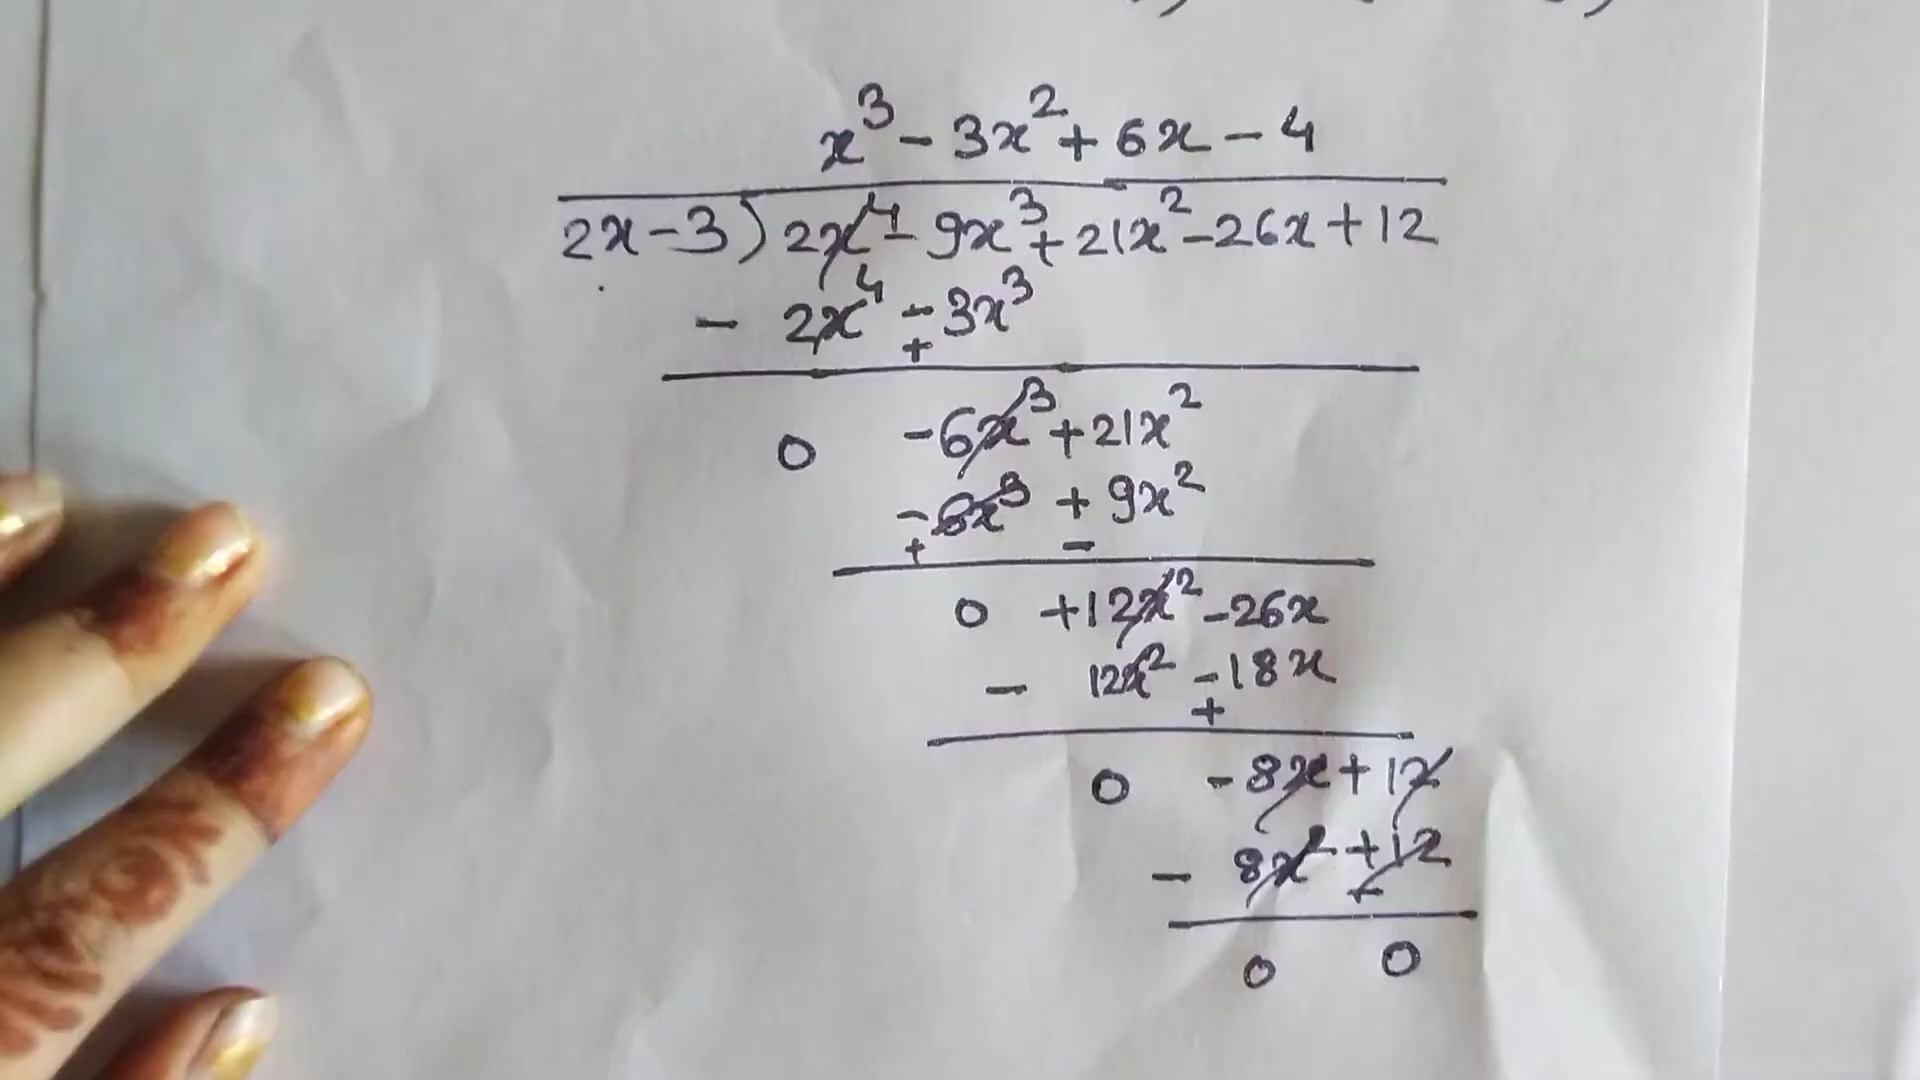 x³ - 3x² + 6x - 4
2x - 3 ) 2x⁴ - 9x³ + 21x² - 26x + 12
- 2x⁴ - 3x³
+
0 - 6x³ + 21x²
- 6x³ + 9x²
+ -
0 + 12x² - 26x
- 12x² - 18x
+
0 - 8x + 12
- 8x² + 12
-
0 0